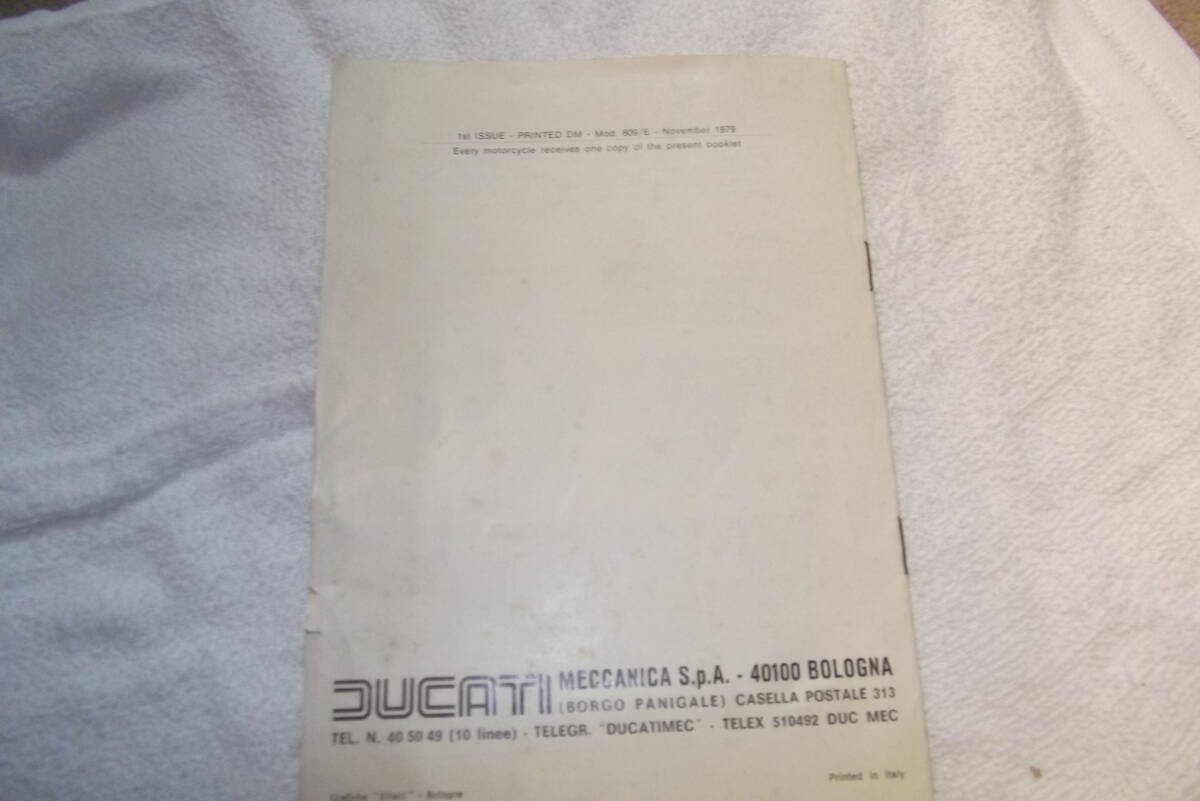 1st ISSUE - PRINTED DM - Mod. 809/E - November 1979
Every motorcycle receives one copy of the present booklet
DUCATI MECCANICA S.p.A. - 40100 BOLOGNA
(BORGO PANIGALE) CASELLA POSTALE 313
TEL. N. 40 50 49 (10 linee) - TELEGR. "DUCATIMEC" - TELEX 510492 DUC MEC
Printed in Italy
Grafiche - Bologna